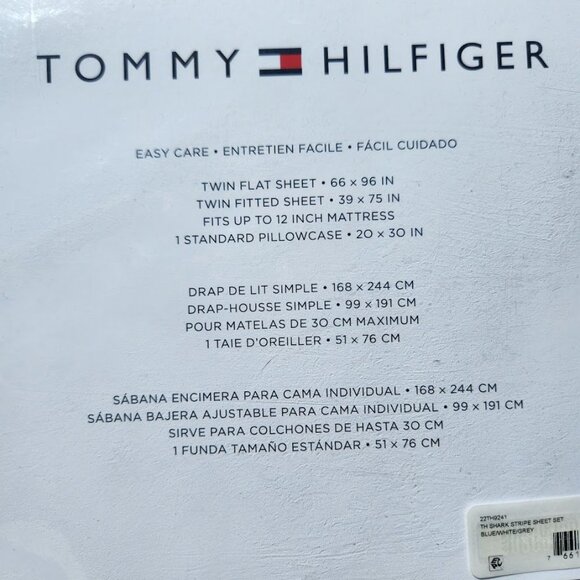 TOMMY HILFIGER
EASY CARE • ENTRETIEN FACILE • FÁCIL CUIDADO
TWIN FLAT SHEET • 66 x 96 IN
TWIN FITTED SHEET • 39 x 75 IN
FITS UP TO 12 INCH MATTRESS
1 STANDARD PILLOWCASE • 20 x 30 IN
DRAP DE LIT SIMPLE • 168 x 244 CM
DRAP-HOUSSE SIMPLE • 99 x 191 CM
POUR MATELAS DE 30 CM MAXIMUM
1 TAIE D'OREILLER • 51 x 76 CM
SÁBANA ENCIMERA PARA CAMA INDIVIDUAL • 168 x 244 CM
SÁBANA BAJERA AJUSTABLE PARA CAMA INDIVIDUAL • 99 x 191 CM
SIRVE PARA COLCHONES DE HASTA 30 CM
1 FUNDA TAMAÑO ESTÁNDAR • 51 x 76 CM
22TH9241
TH SHARK STRIPE SHEET SET
BLUE/WHITE/GREY
7 661